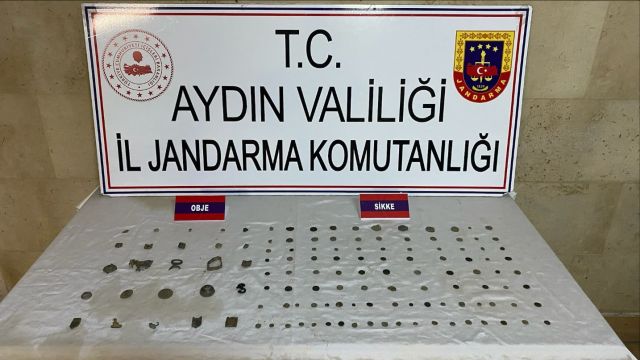 T.C.
AYDIN VALİLİĞİ
İL JANDARMA KOMUTANLIĞI
JANDARMA
OBJE
SİKKE